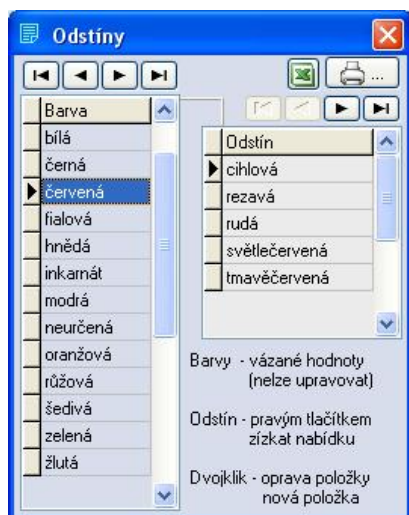 Odstíny
...
Barva
bílá
černá
červená
fialová
hnědá
inkarnát
modrá
neurčená
oranžová
růžová
šedivá
zelená
žlutá
Odstín
cihlová
rezavá
rudá
světlečervená
tmavěčervená
Barvy - vázané hodnoty
(nelze upravovat)
Odstín - pravým tlačítkem
zízkat nabídku
Dvojklik - oprava položky
nová položka